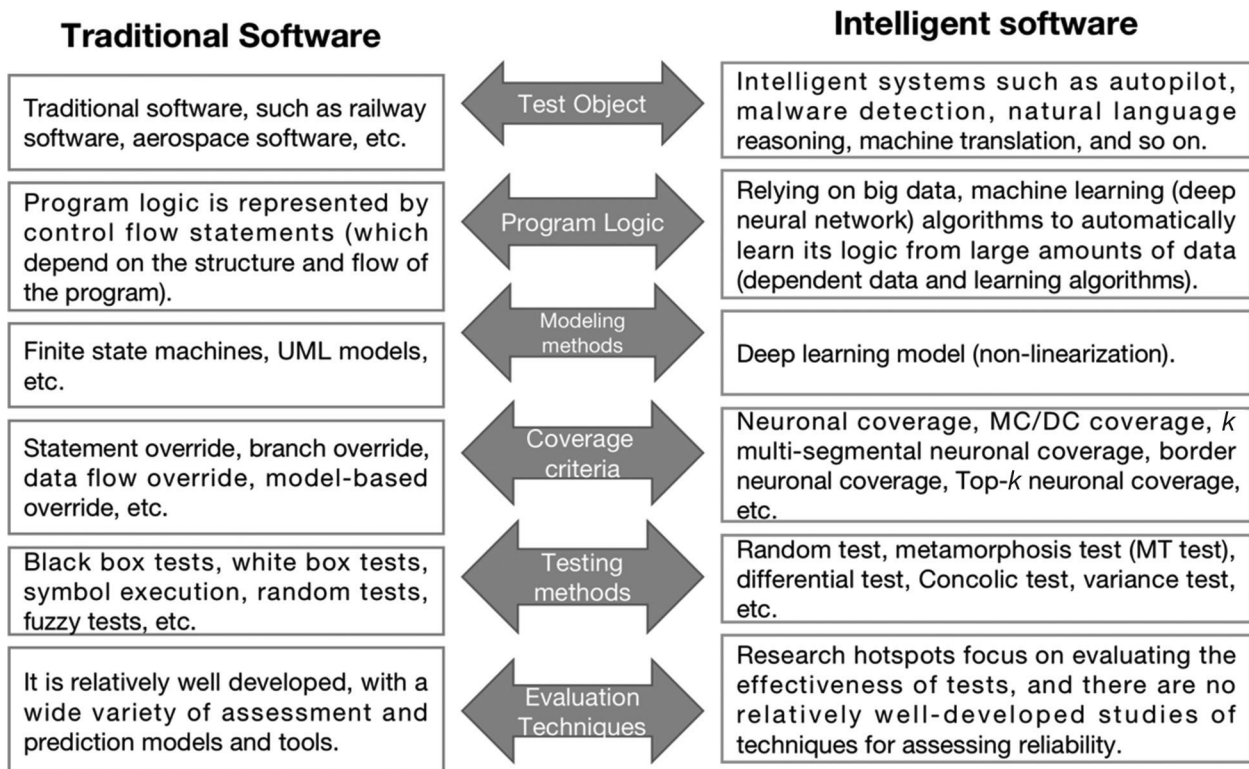 Traditional Software
Intelligent software
Traditional software, such as railway
software, aerospace software, etc.
Test Object
Intelligent systems such as autopilot,
malware detection, natural language
reasoning, machine translation, and so on.
Program logic is represented by
control flow statements (which
depend on the structure and flow of
the program).
Program Logic
Relying on big data, machine learning (deep
neural network) algorithms to automatically
learn its logic from large amounts of data
(dependent data and learning algorithms).
Finite state machines, UML models,
etc.
Modeling
methods
Deep learning model (non-linearization).
Statement override, branch override,
data flow override, model-based
override, etc.
Coverage
criteria
Neuronal coverage, MC/DC coverage, k
multi-segmental neuronal coverage, border
neuronal coverage, Top-k neuronal coverage,
etc.
Black box tests, white box tests,
symbol execution, random tests,
fuzzy tests, etc.
Testing
methods
Random test, metamorphosis test (MT test),
differential test, Concolic test, variance test,
etc.
It is relatively well developed, with a
wide variety of assessment and
prediction models and tools.
Evaluation
Techniques
Research hotspots focus on evaluating the
effectiveness of tests, and there are no
relatively well-developed studies of
techniques for assessing reliability.